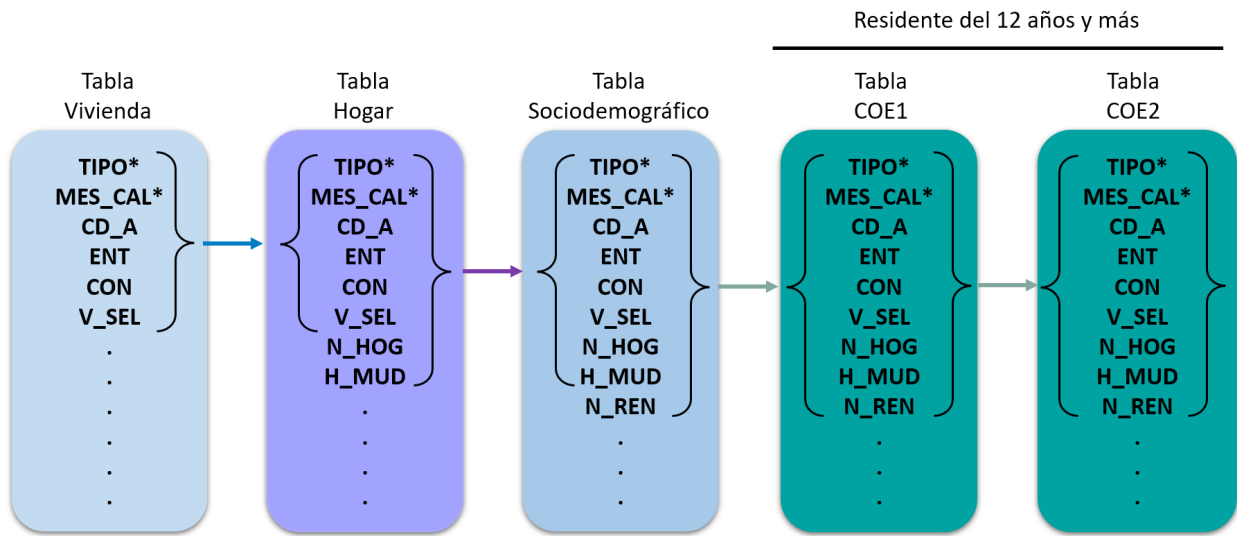 Residente del 12 años y más
Tabla
Vivienda
TIPO*
MES_CAL*
CD_A
ENT
CON
V_SEL
.
.
.
.
.
.
Tabla
Hogar
TIPO*
MES_CAL*
CD_A
ENT
CON
V_SEL
N_HOG
H_MUD
.
.
.
.
Tabla
Sociodemográfico
TIPO*
MES_CAL*
CD_A
ENT
CON
V_SEL
N_HOG
H_MUD
N_REN
.
.
.
Tabla
COE1
TIPO*
MES_CAL*
CD_A
ENT
CON
V_SEL
N_HOG
H_MUD
N_REN
.
.
.
Tabla
COE2
TIPO*
MES_CAL*
CD_A
ENT
CON
V_SEL
N_HOG
H_MUD
N_REN
.
.
.